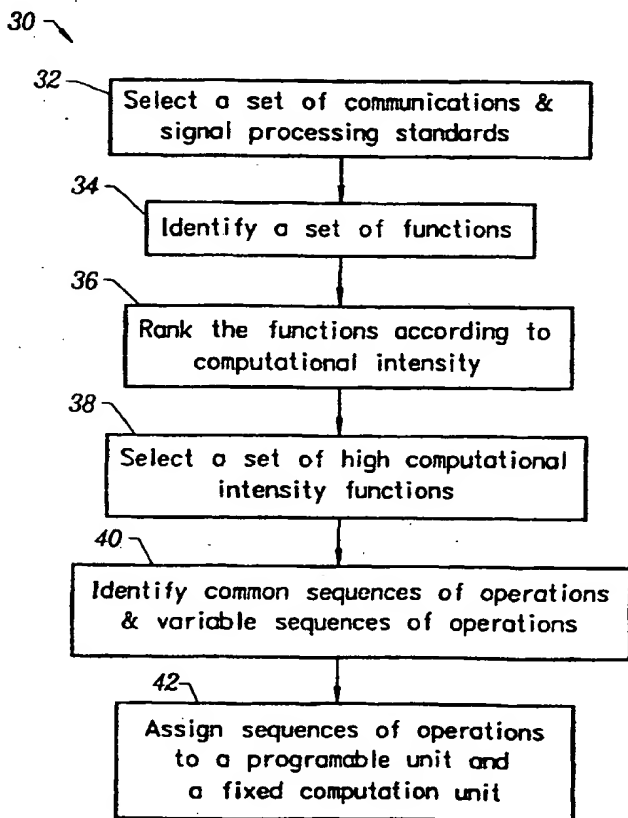 30
32
Select a set of communications &
signal processing standards
34
Identify a set of functions
36
Rank the functions according to
computational intensity
38
Select a set of high computational
intensity functions
40
Identify common sequences of operations
& variable sequences of operations
42
Assign sequences of operations
to a programable unit and
a fixed computation unit